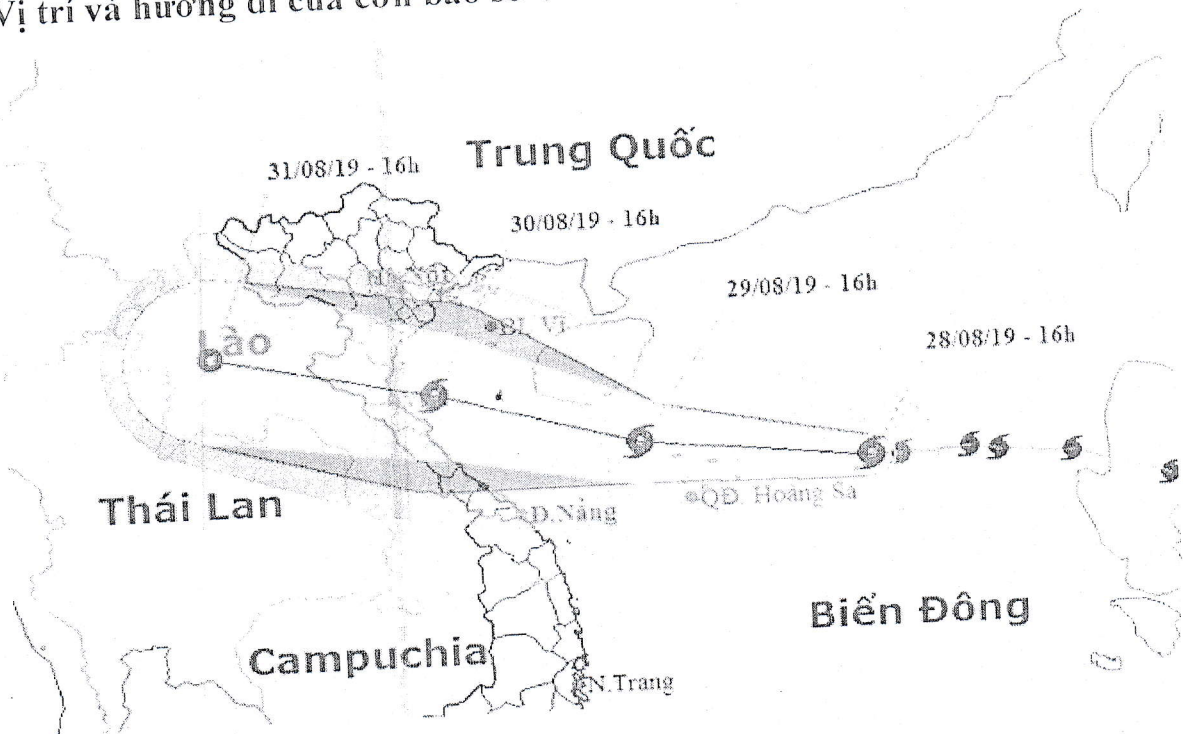 Vị trí và hướng đi của cơn bão số
Trung Quốc
31/08/19 - 16h
30/08/19 - 16h
29/08/19 - 16h
28/08/19 - 16h
Hà Nội
BL Vĩ
Lào
Thái Lan
QĐ. Hoàng Sa
Đ.Nẵng
Biển Đông
Campuchia
N.Trang